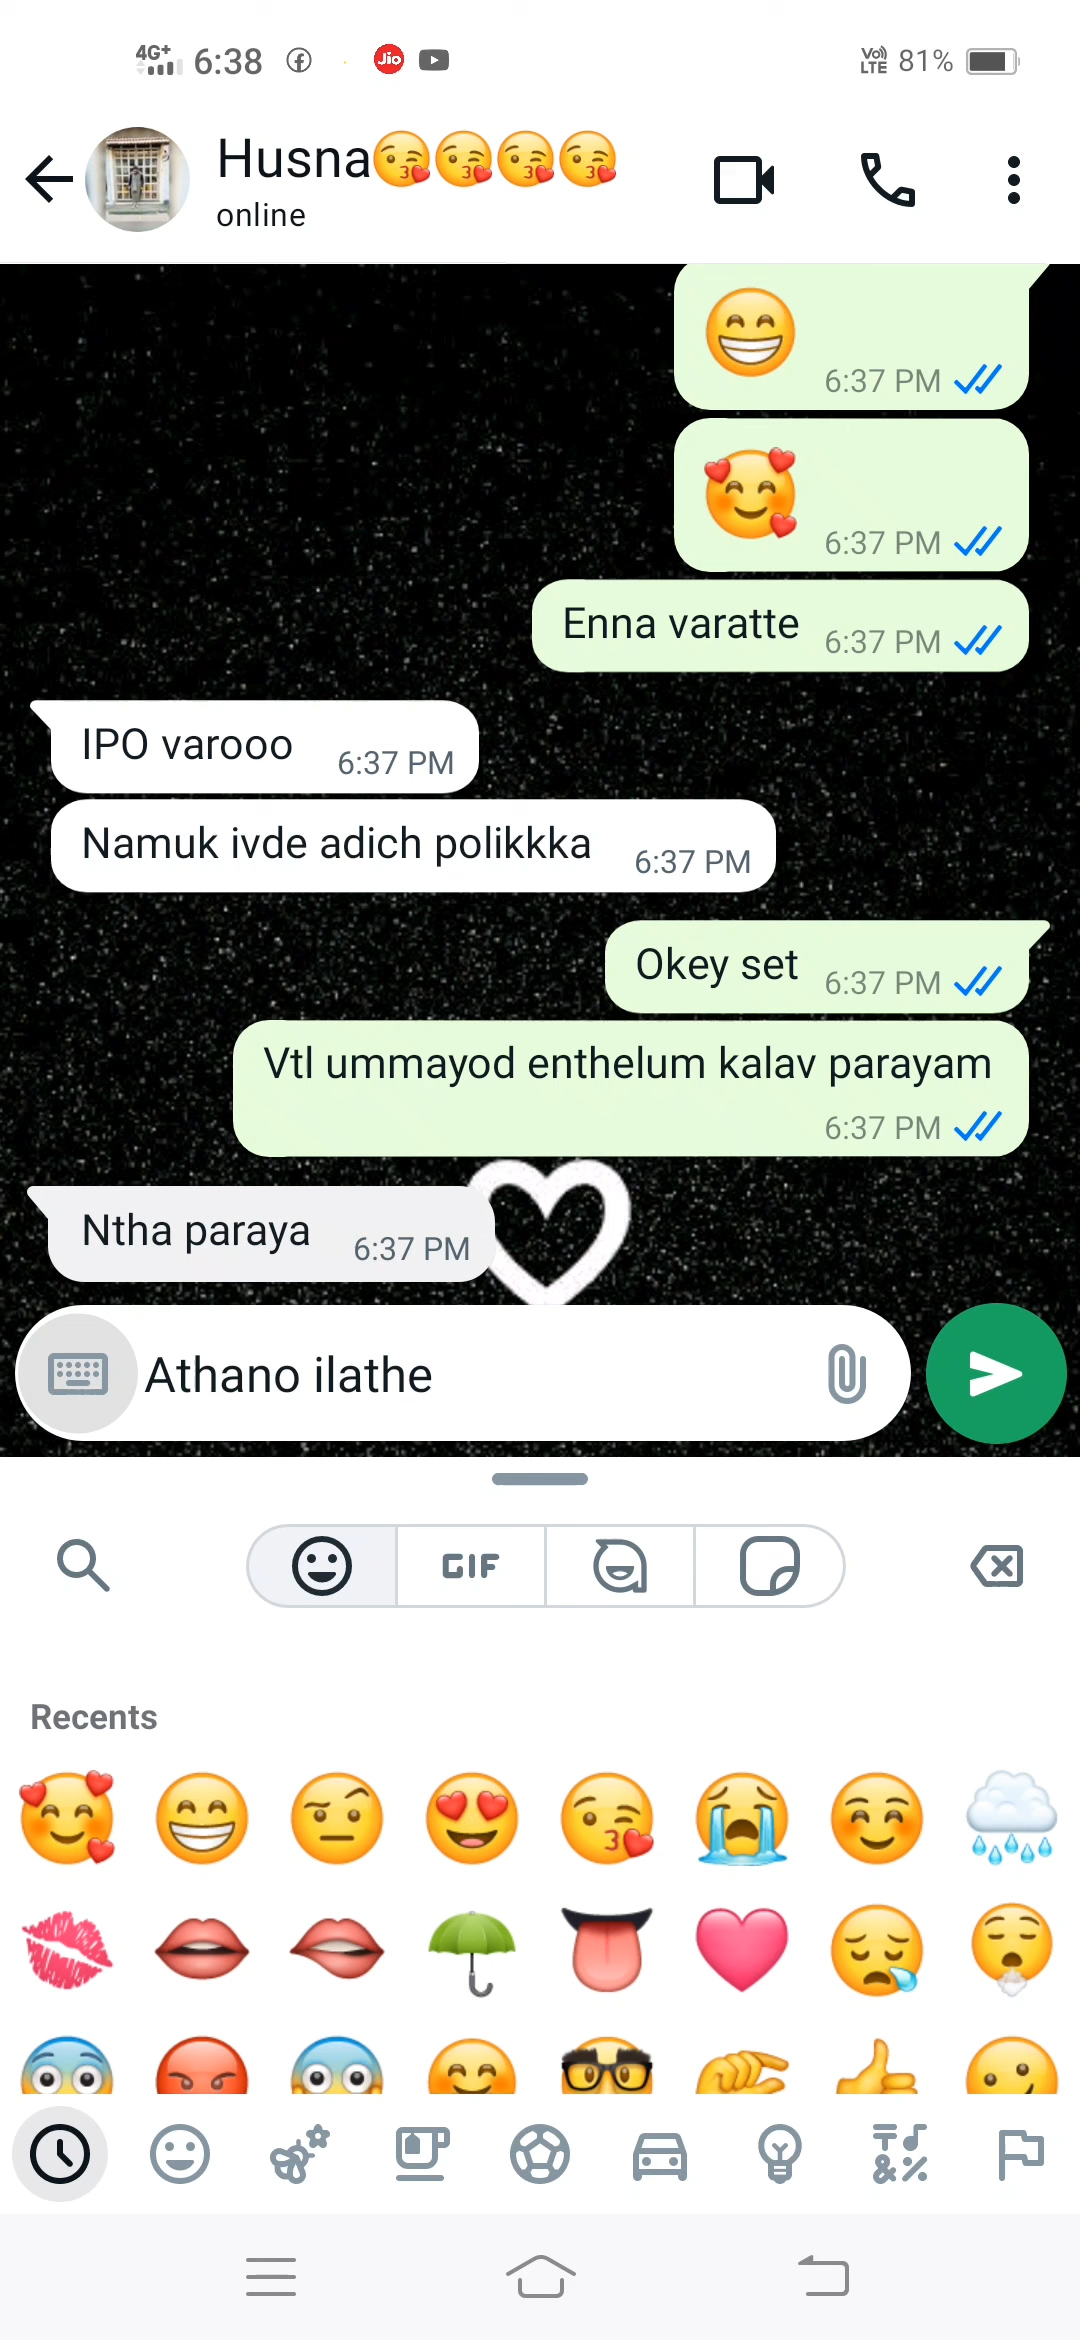 4G+ 6:38 Jio Vo)) LTE 81%
Husna😘😘😘😘
online
😁 6:37 PM
🥰 6:37 PM
Enna varatte 6:37 PM
IPO varooo 6:37 PM
Namuk ivde adich polikkka 6:37 PM
Okey set 6:37 PM
Vtl ummayod enthelum kalav parayam
6:37 PM
Ntha paraya 6:37 PM
Athano ilathe
GIF
Recents